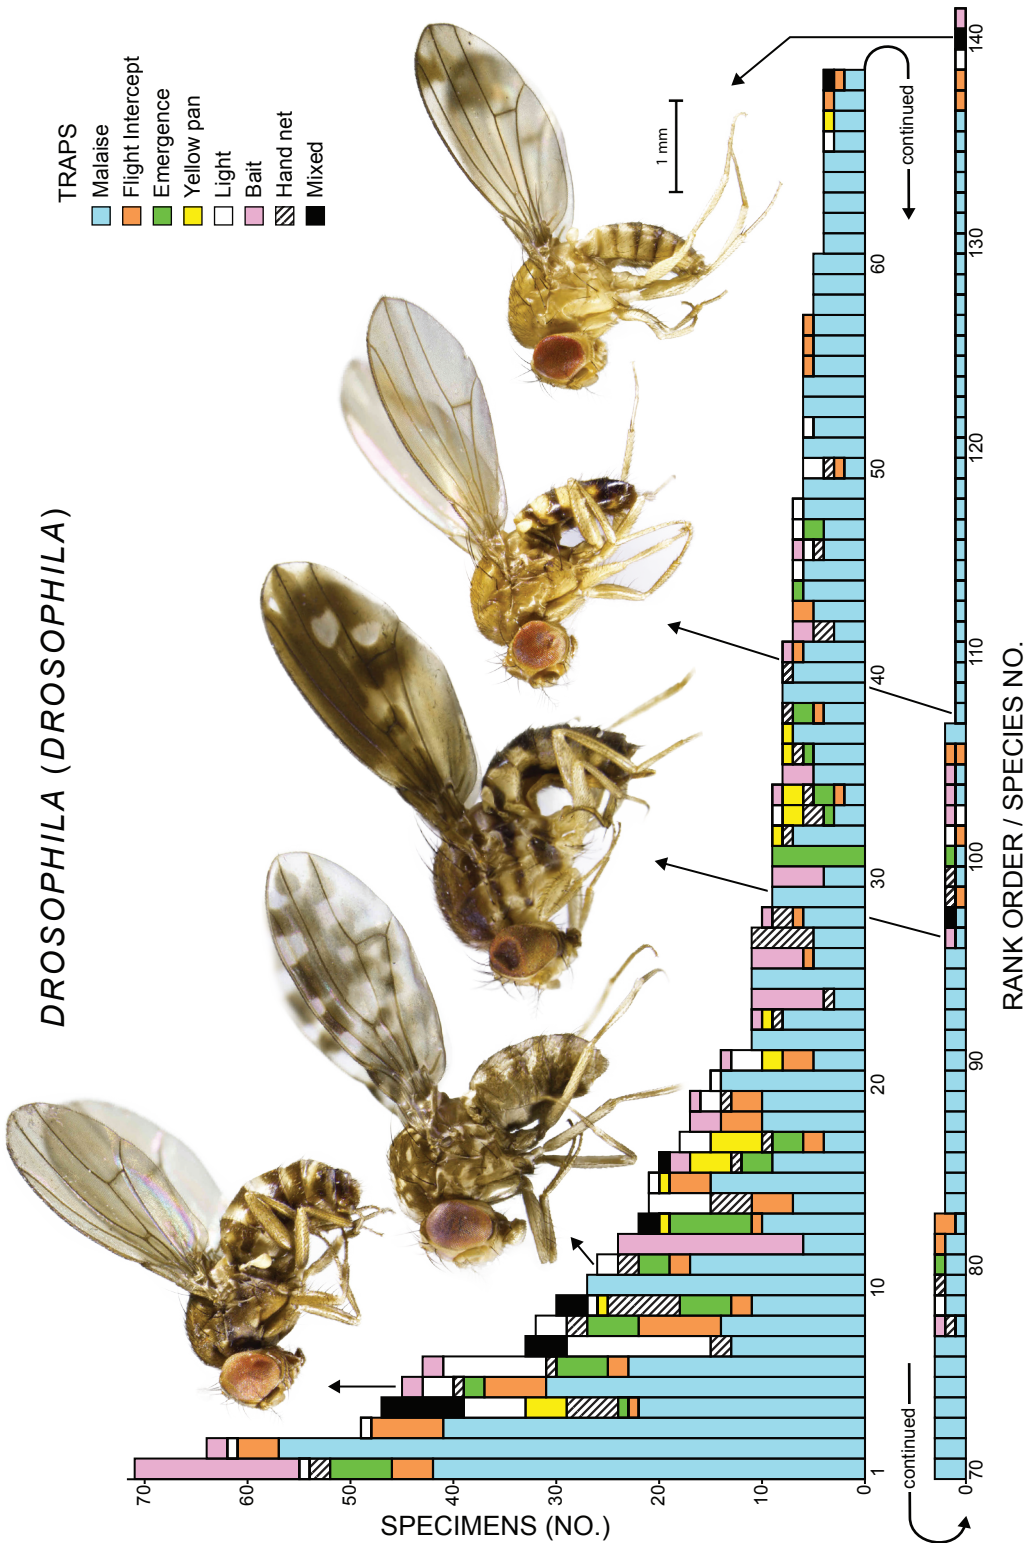 DROSOPHILA (DROSOPHILA)
TRAPS
Malaise
Flight Intercept
Emergence
Yellow pan
Light
Bait
Hand net
Mixed
1 mm
70
60
50
40
30
20
10
0
SPECIMENS (NO.)
1
10
20
30
40
50
60
continued
continued
0
70
80
90
100
110
120
130
140
RANK ORDER / SPECIES NO.